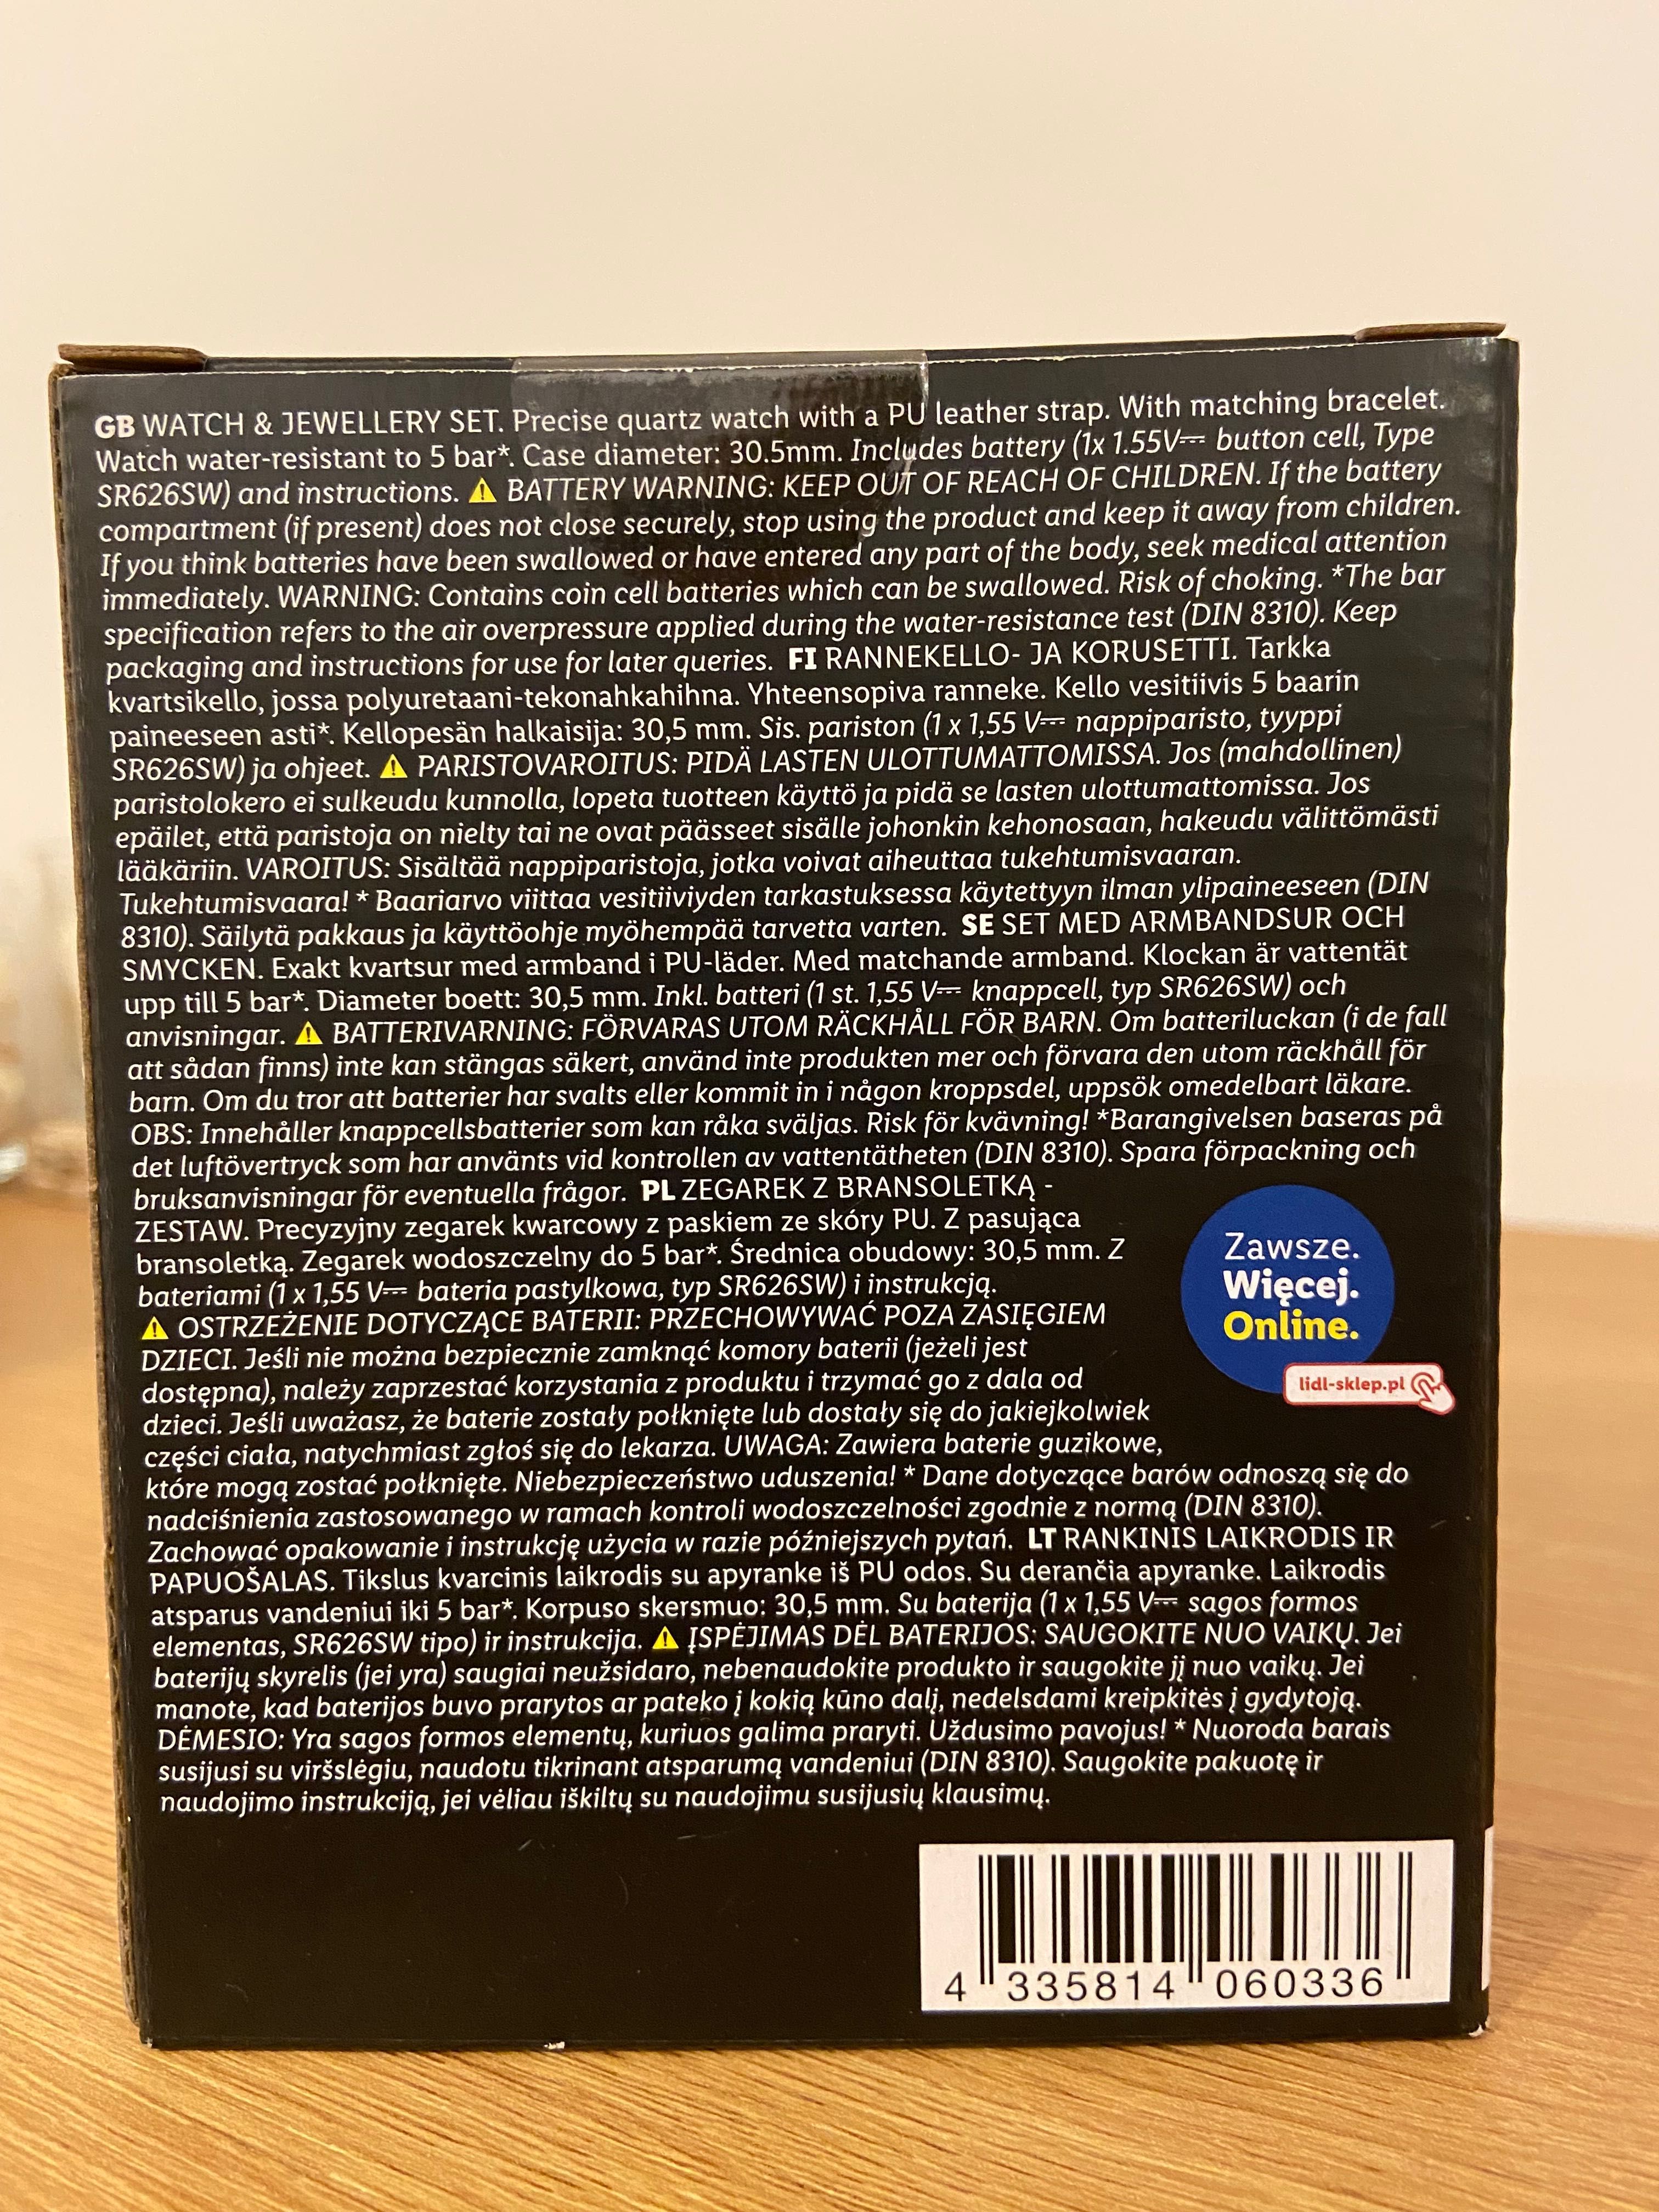 GB WATCH & JEWELLERY SET. Precise quartz watch with a PU leather strap. With matching bracelet.
Watch water-resistant to 5 bar*. Case diameter: 30.5mm. Includes battery (1x 1.55V⎓ button cell, Type
SR626SW) and instructions. ⚠ BATTERY WARNING: KEEP OUT OF REACH OF CHILDREN. If the battery
compartment (if present) does not close securely, stop using the product and keep it away from children.
If you think batteries have been swallowed or have entered any part of the body, seek medical attention
immediately. WARNING: Contains coin cell batteries which can be swallowed. Risk of choking. *The bar
specification refers to the air overpressure applied during the water-resistance test (DIN 8310). Keep
packaging and instructions for use for later queries. FI RANNEKELLO- JA KORUSETTI. Tarkka
kvartsikello, jossa polyuretaani-tekonahkahihna. Yhteensopiva ranneke. Kello vesitiivis 5 baarin
paineeseen asti*. Kellopesän halkaisija: 30,5 mm. Sis. pariston (1 x 1,55 V⎓ nappiparisto, tyyppi
SR626SW) ja ohjeet. ⚠ PARISTOVAROITUS: PIDÄ LASTEN ULOTTUMATTOMISSA. Jos (mahdollinen)
paristolokero ei sulkeudu kunnolla, lopeta tuotteen käyttö ja pidä se lasten ulottumattomissa. Jos
epäilet, että paristoja on nielty tai ne ovat päässeet sisälle johonkin kehonosaan, hakeudu välittömästi
lääkäriin. VAROITUS: Sisältää nappiparistoja, jotka voivat aiheuttaa tukehtumisvaaran.
Tukehtumisvaara! * Baariarvo viittaa vesitiiviyden tarkastuksessa käytettyyn ilman ylipaineeseen (DIN
8310). Säilytä pakkaus ja käyttöohje myöhempää tarvetta varten. SE SET MED ARMBANDSUR OCH
SMYCKEN. Exakt kvartsur med armband i PU-läder. Med matchande armband. Klockan är vattentät
upp till 5 bar*. Diameter boett: 30,5 mm. Inkl. batteri (1 st. 1,55 V⎓ knappcell, typ SR626SW) och
anvisningar. ⚠ BATTERIVARNING: FÖRVARAS UTOM RÄCKHÅLL FÖR BARN. Om batteriluckan (i de fall
att sådan finns) inte kan stängas säkert, använd inte produkten mer och förvara den utom räckhåll för
barn. Om du tror att batterier har svalts eller kommit in i någon kroppsdel, uppsök omedelbart läkare.
OBS: Innehåller knappcellsbatterier som kan råka sväljas. Risk för kvävning! *Barangivelsen baseras på
det luftövertryck som har använts vid kontrollen av vattentätheten (DIN 8310). Spara förpackning och
bruksanvisningar för eventuella frågor. PL ZEGAREK Z BRANSOLETKĄ -
ZESTAW. Precyzyjny zegarek kwarcowy z paskiem ze skóry PU. Z pasująca
bransoletką. Zegarek wodoszczelny do 5 bar*. Średnica obudowy: 30,5 mm. Z
bateriami (1 x 1,55 V⎓ bateria pastylkowa, typ SR626SW) i instrukcją.
⚠ OSTRZEŻENIE DOTYCZĄCE BATERII: PRZECHOWYWAĆ POZA ZASIĘGIEM
DZIECI. Jeśli nie można bezpiecznie zamknąć komory baterii (jeżeli jest
dostępna), należy zaprzestać korzystania z produktu i trzymać go z dala od
dzieci. Jeśli uważasz, że baterie zostały połknięte lub dostały się do jakiejkolwiek
części ciała, natychmiast zgłoś się do lekarza. UWAGA: Zawiera baterie guzikowe,
które mogą zostać połknięte. Niebezpieczeństwo uduszenia! * Dane dotyczące barów odnoszą się do
nadciśnienia zastosowanego w ramach kontroli wodoszczelności zgodnie z normą (DIN 8310).
Zachować opakowanie i instrukcję użycia w razie późniejszych pytań. LT RANKINIS LAIKRODIS IR
PAPUOŠALAS. Tikslus kvarcinis laikrodis su apyranke iš PU odos. Su derančia apyranke. Laikrodis
atsparus vandeniui iki 5 bar*. Korpuso skersmuo: 30,5 mm. Su baterija (1 x 1,55 V⎓ sagos formos
elementas, SR626SW tipo) ir instrukcija. ⚠ ĮSPĖJIMAS DĖL BATERIJOS: SAUGOKITE NUO VAIKŲ. Jei
baterijų skyrelis (jei yra) saugiai neužsidaro, nebenaudokite produkto ir saugokite jį nuo vaikų. Jei
manote, kad baterijos buvo prarytos ar pateko į kokią kūno dalį, nedelsdami kreipkitės į gydytoją.
DĖMESIO: Yra sagos formos elementų, kuriuos galima praryti. Uždusimo pavojus! * Nuoroda barais
susijusi su viršslėgiu, naudotu tikrinant atsparumą vandeniui (DIN 8310). Saugokite pakuotę ir
naudojimo instrukciją, jei vėliau iškiltų su naudojimu susijusių klausimų.
Zawsze.
Więcej.
Online.
lidl-sklep.pl
4 335814 060336